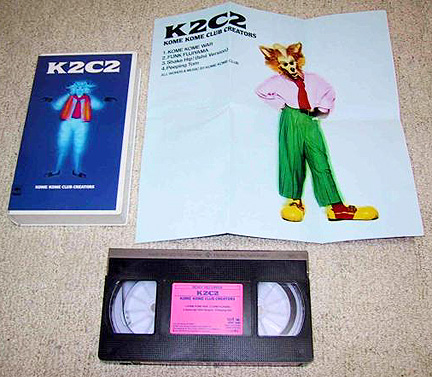 K2C2
KOME KOME CLUB CREATORS
K2C2
KOME KOME CLUB CREATORS
1. KOME KOME WAR
2. FUNK FUJIYAMA
3. Shake Hip! (Ishii Version)
4. Peeping Tom
ALL WORDS & MUSIC BY KOME KOME CLUB
K2C2
KOME KOME CLUB CREATORS